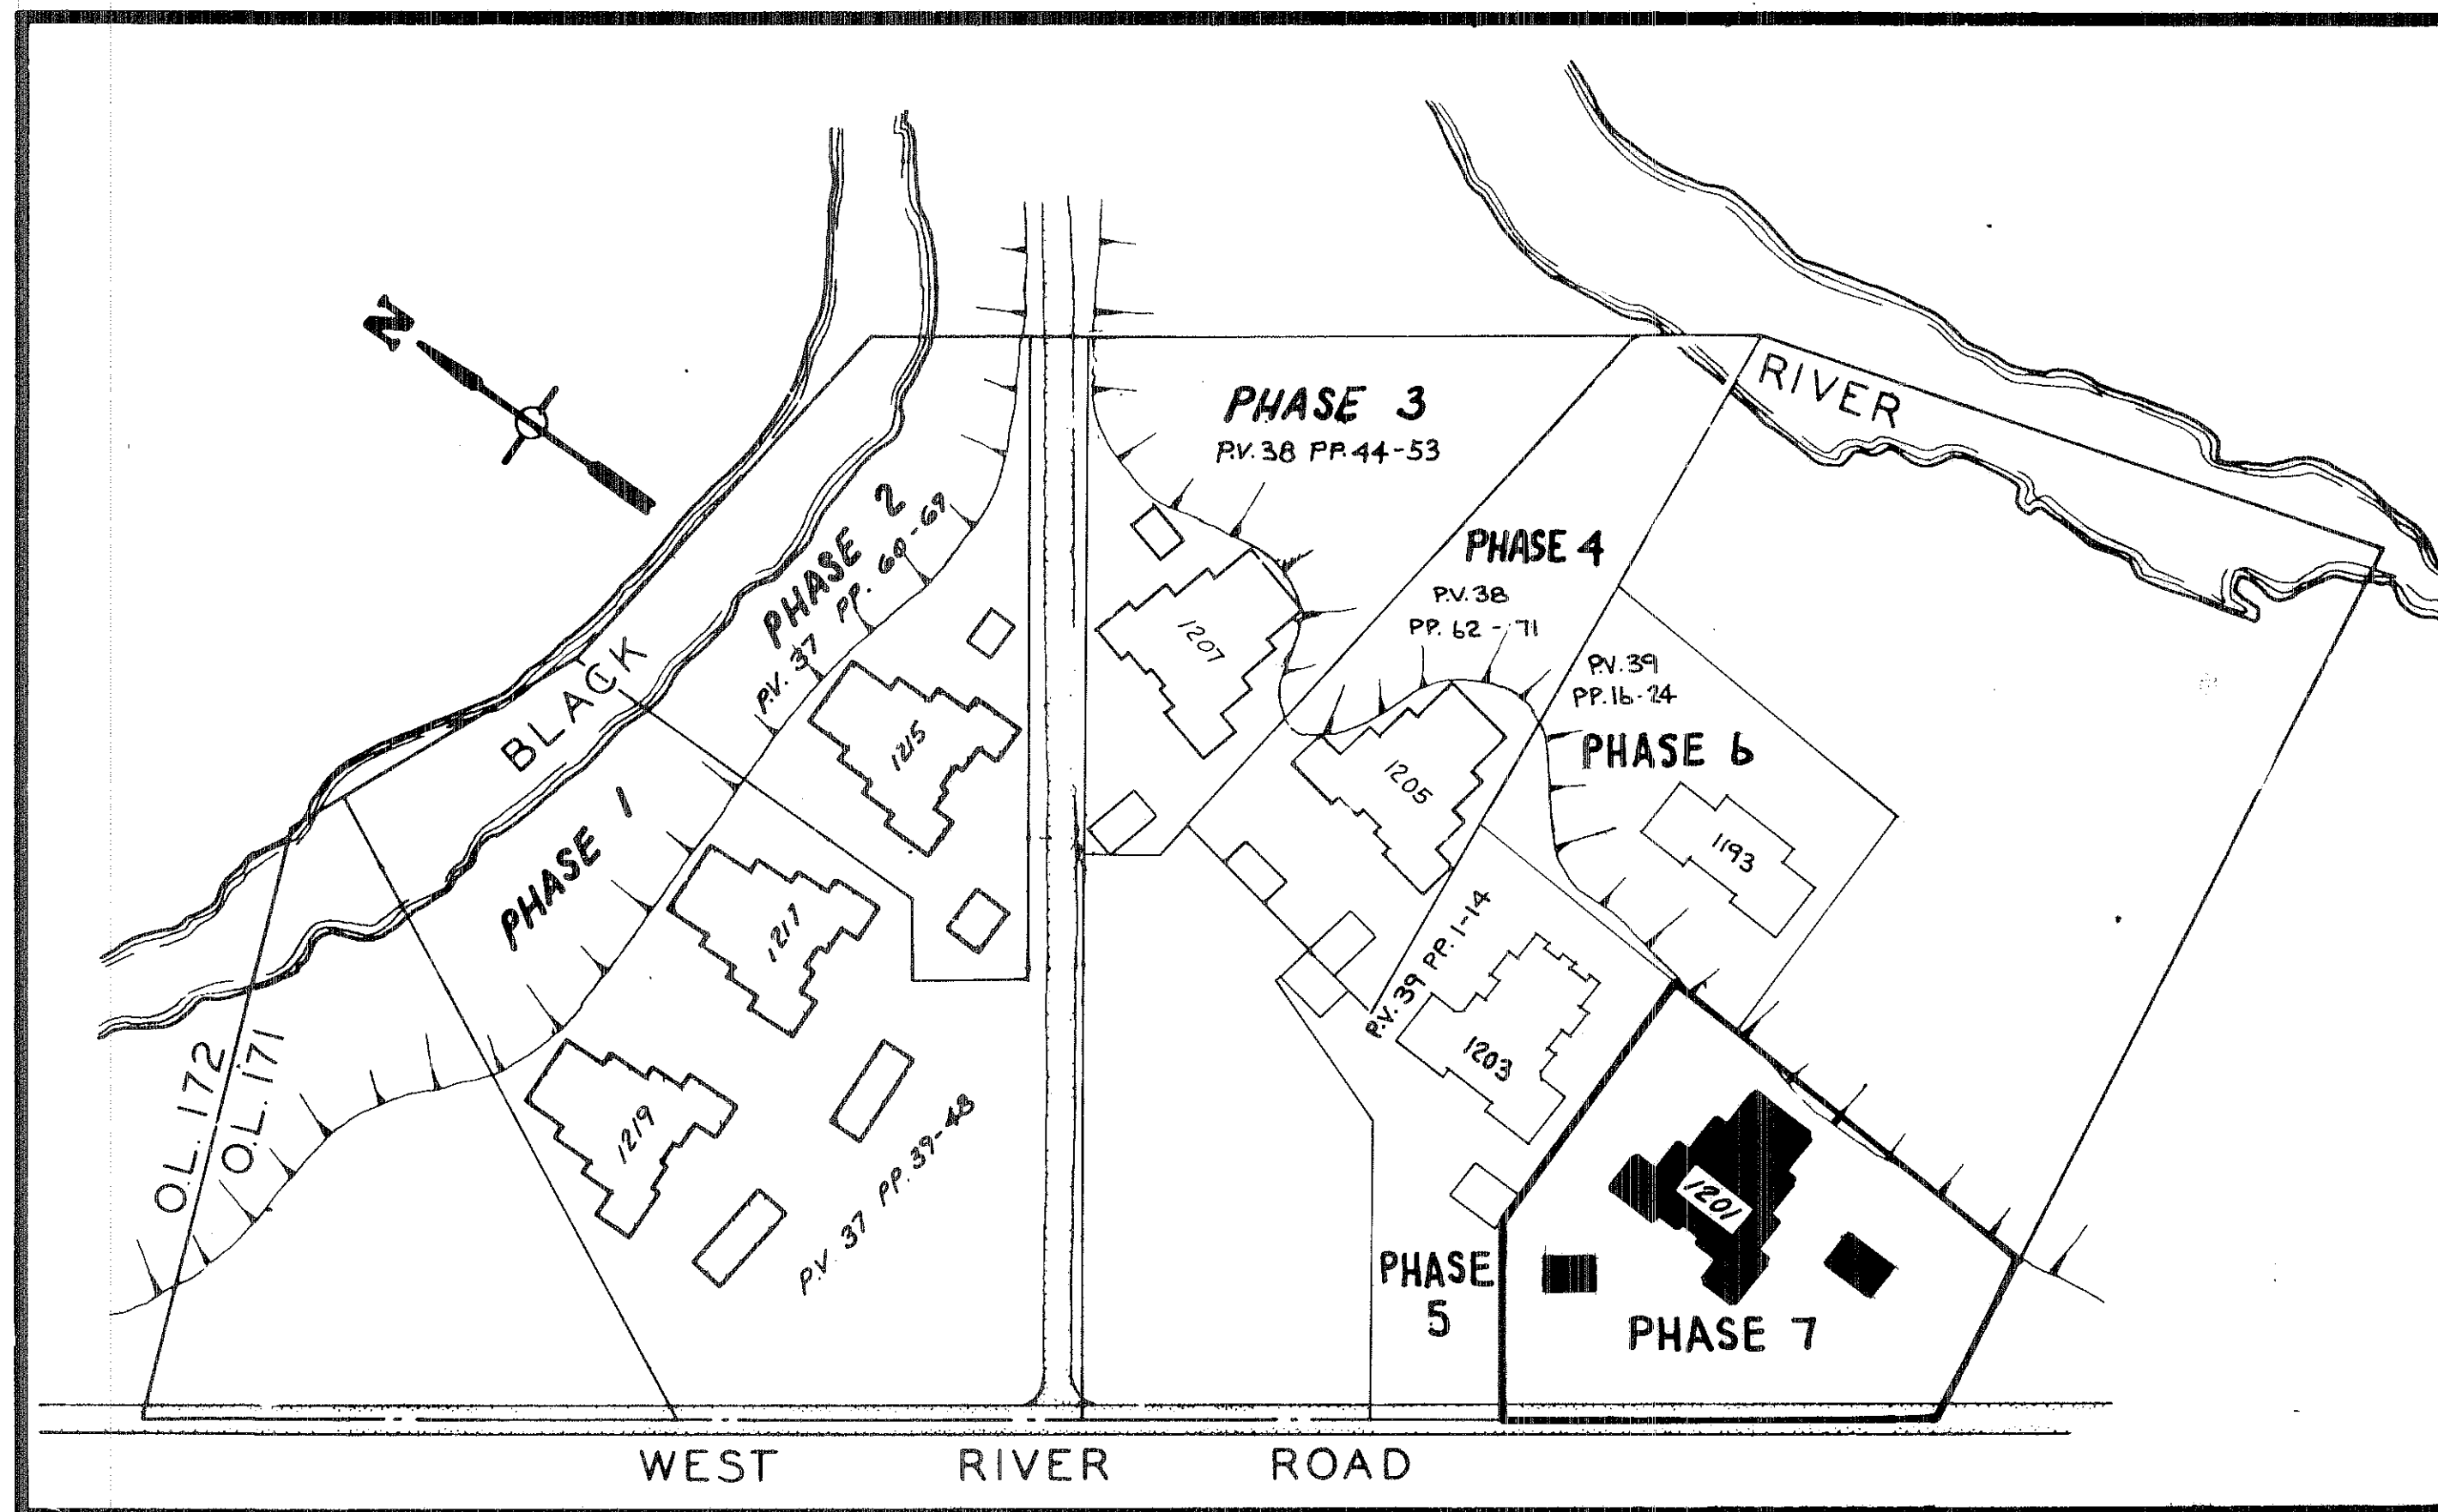 N
RIVER
PHASE 3
P.V. 38 PP. 44-53
PHASE 2
P.V. 37 PP. 60-69
PHASE 4
P.V. 38
PP. 62-71
1207
P.V. 39
PP. 16-24
BLACK
1215
PHASE 6
1205
PHASE 1
1193
1217
P.V. 39 PP. 1-14
1203
O.L. 172
O.L. 171
1219
P.V. 37 PP. 39-48
1201
PHASE
5
PHASE 7
WEST RIVER ROAD